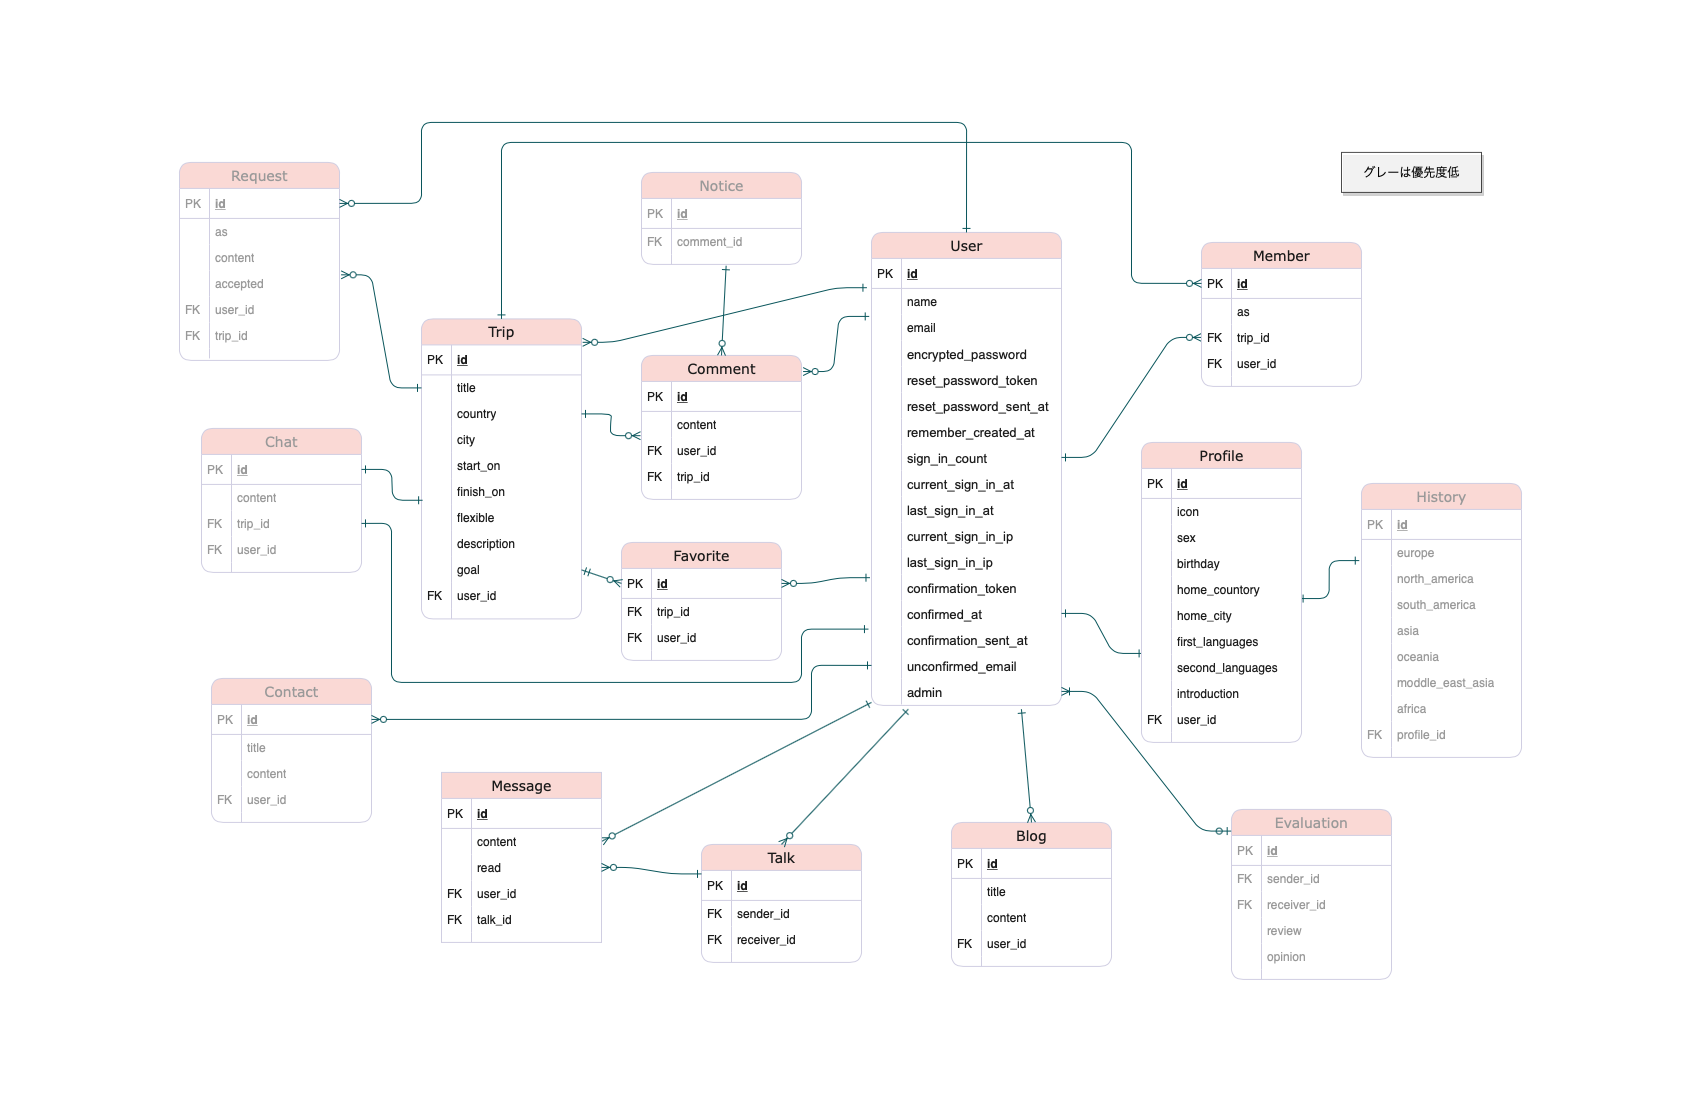 グレーは優先度低
Request
PK id
as
content
accepted
FK user_id
FK trip_id
Notice
PK id
FK comment_id
User
PK id
name
email
encrypted_password
reset_password_token
reset_password_sent_at
remember_created_at
sign_in_count
current_sign_in_at
last_sign_in_at
current_sign_in_ip
last_sign_in_ip
confirmation_token
confirmed_at
confirmation_sent_at
unconfirmed_email
admin
Member
PK id
as
FK trip_id
FK user_id
Trip
PK id
title
country
city
start_on
finish_on
flexible
description
goal
FK user_id
Comment
PK id
content
FK user_id
FK trip_id
Chat
PK id
content
FK trip_id
FK user_id
Profile
PK id
icon
sex
birthday
home_countory
home_city
first_languages
second_languages
introduction
FK user_id
History
PK id
europe
north_america
south_america
asia
oceania
moddle_east_asia
africa
FK profile_id
Favorite
PK id
FK trip_id
FK user_id
Contact
PK id
title
content
FK user_id
Message
PK id
content
read
FK user_id
FK talk_id
Talk
PK id
FK sender_id
FK receiver_id
Blog
PK id
title
content
FK user_id
Evaluation
PK id
FK sender_id
FK receiver_id
review
opinion